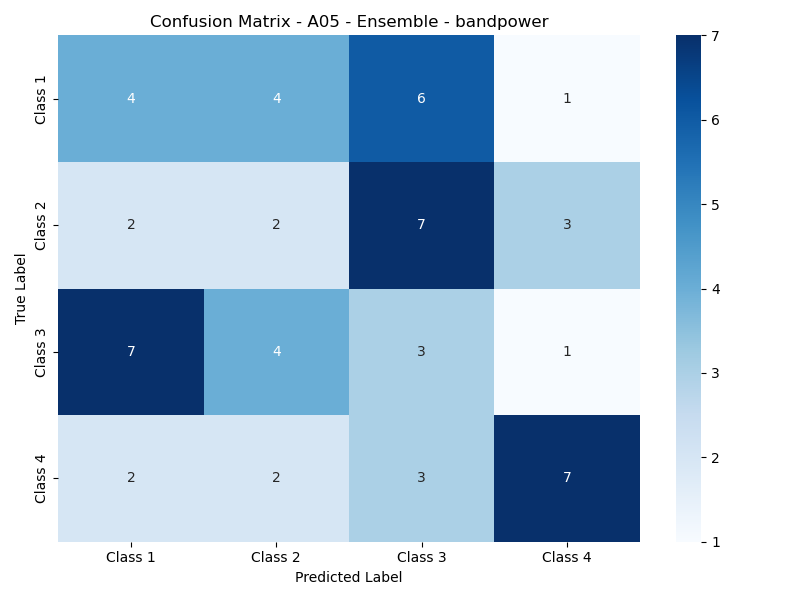 Confusion Matrix - A05 - Ensemble - bandpower
True Label
Class 1
Class 2
Class 3
Class 4
4 4 6 1
2 2 7 3
7 4 3 1
2 2 3 7
Class 1 Class 2 Class 3 Class 4
Predicted Label
7
6
5
4
3
2
1